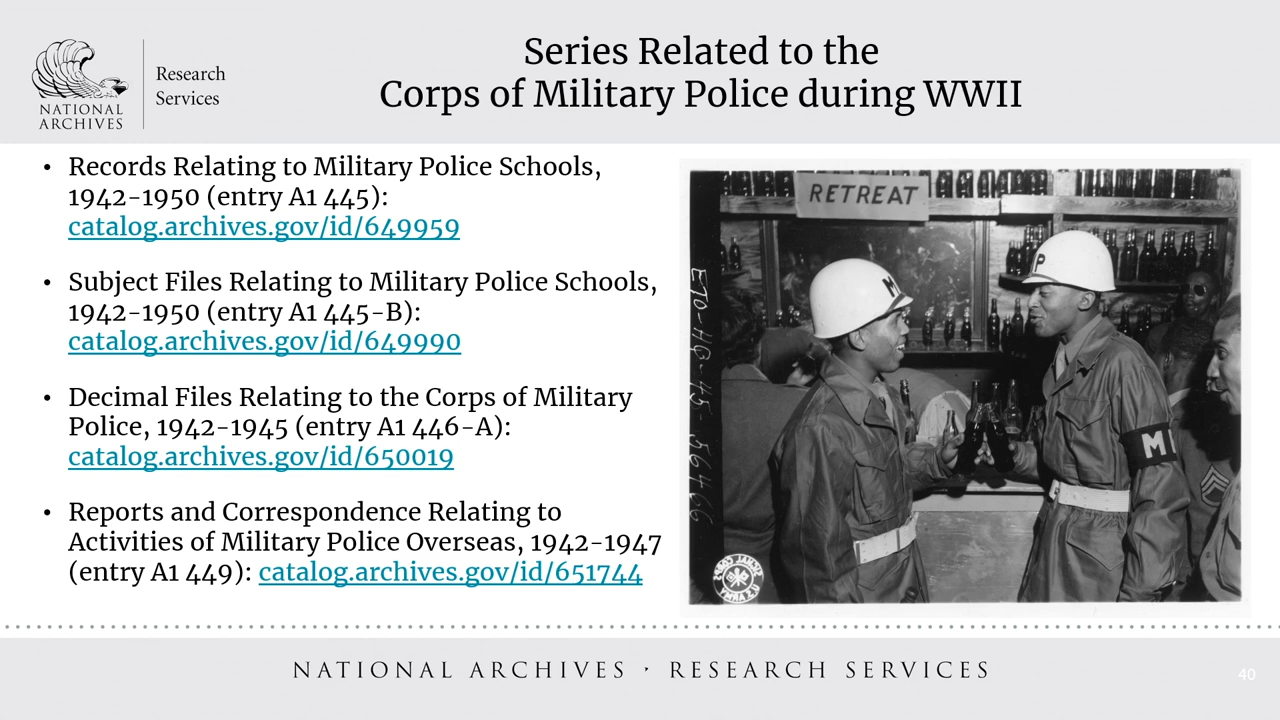 NATIONAL
ARCHIVES
Research
Services
Series Related to the
Corps of Military Police during WWII
• Records Relating to Military Police Schools,
1942-1950 (entry A1 445):
catalog.archives.gov/id/649959
• Subject Files Relating to Military Police Schools,
1942-1950 (entry A1 445-B):
catalog.archives.gov/id/649990
• Decimal Files Relating to the Corps of Military
Police, 1942-1945 (entry A1 446-A):
catalog.archives.gov/id/650019
• Reports and Correspondence Relating to
Activities of Military Police Overseas, 1942-1947
(entry A1 449): catalog.archives.gov/id/651744
RETREAT
M
P
M
ETO-HQ-45-56466
SIGNAL CORPS
U.S. ARMY
NATIONAL ARCHIVES · RESEARCH SERVICES
40